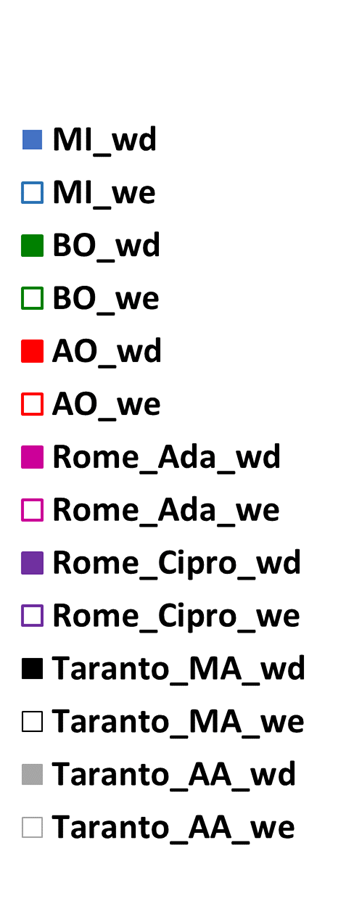 MI_wd
MI_we
BO_wd
BO_we
AO_wd
AO_we
Rome_Ada_wd
Rome_Ada_we
Rome_Cipro_wd
Rome_Cipro_we
Taranto_MA_wd
Taranto_MA_we
Taranto_AA_wd
Taranto_AA_we